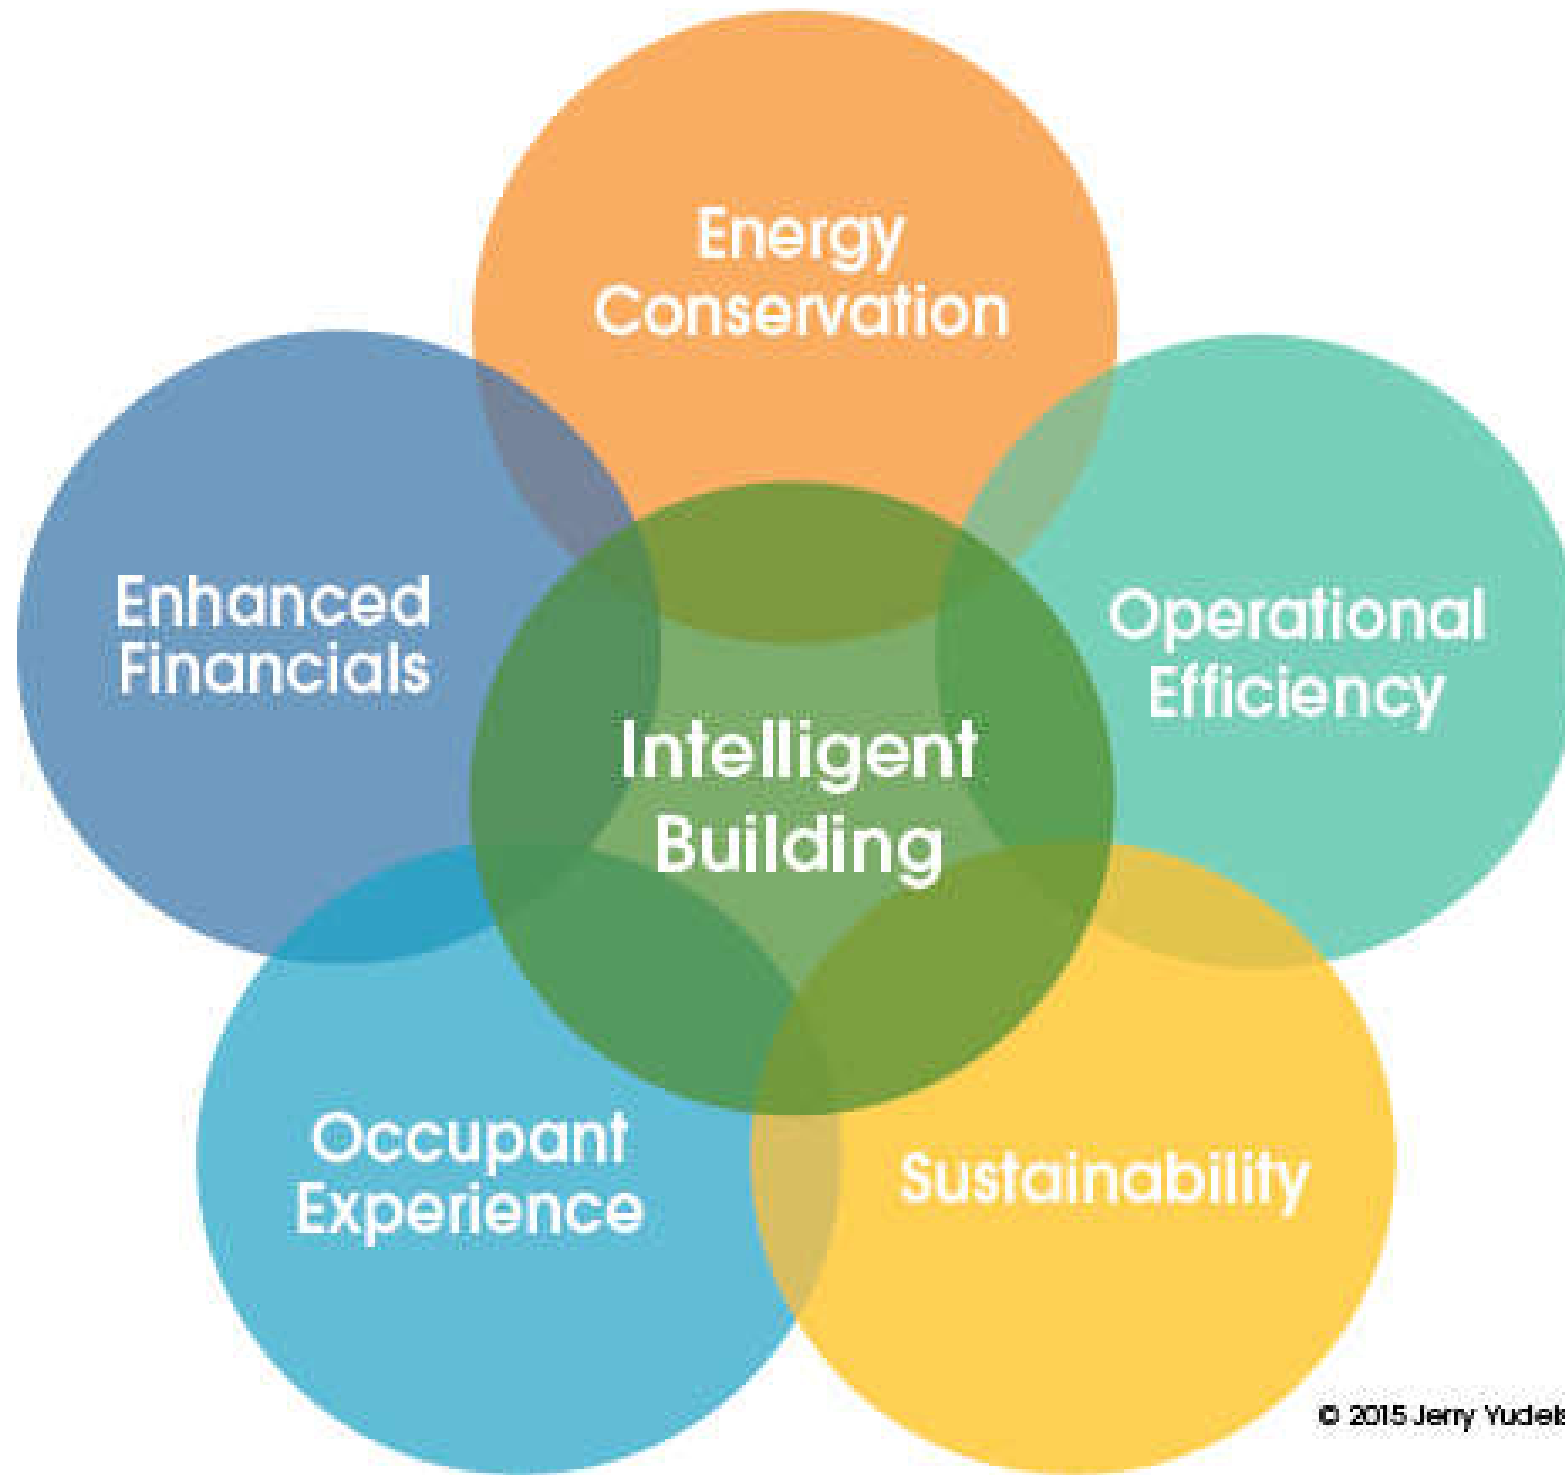 Energy
Conservation
Enhanced
Financials
Operational
Efficiency
Intelligent
Building
Occupant
Experience
Sustainability
© 2015 Jerry